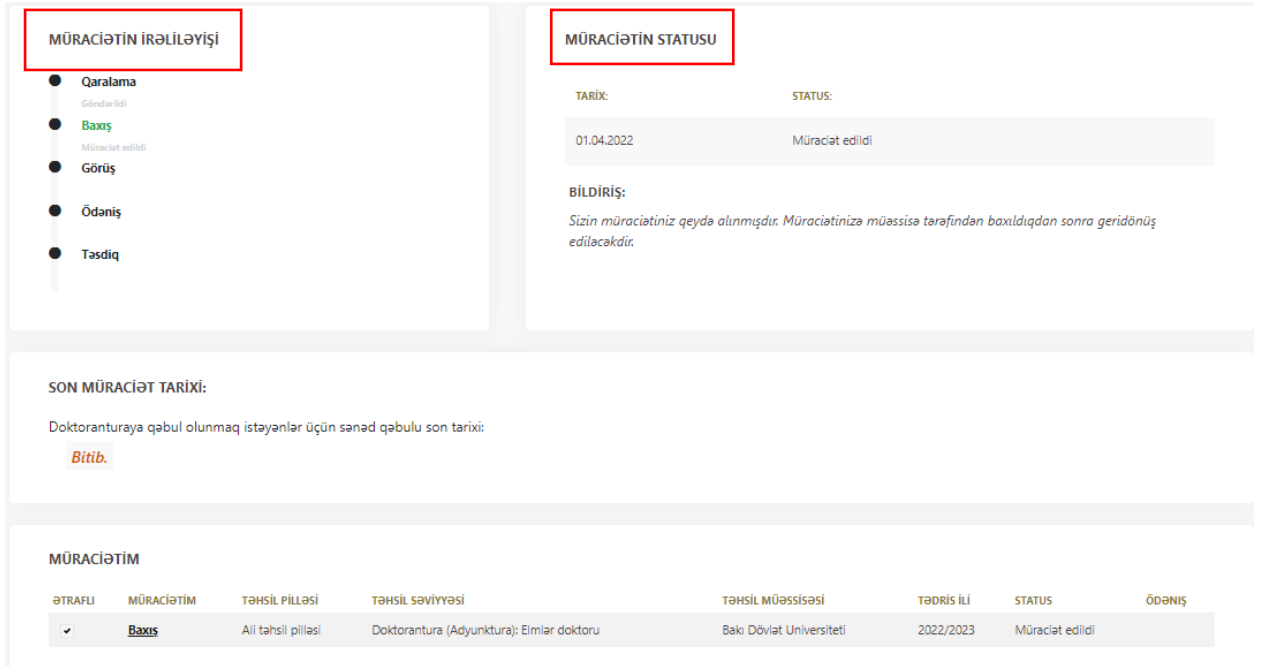 MÜRACİƏTİN İRƏLİLƏYİŞİ
Qaralama
Göndərildi
Baxış
Müraciət edildi
Görüş
Ödəniş
Təsdiq
MÜRACİƏTİN STATUSU
TARİX: STATUS:
01.04.2022 Müraciət edildi
BİLDİRİŞ:
Sizin müraciətiniz qeydə alınmışdır. Müraciətinizə müəssisə tərəfindən baxıldıqdan sonra geridönüş
ediləcəkdir.
SON MÜRACİƏT TARİXİ:
Doktoranturaya qəbul olunmaq istəyənlər üçün sənəd qəbulu son tarixi:
Bitib.
MÜRACİƏTİM
ƏTRAFLI MÜRACİƏTİM TƏHSİL PİLLƏSİ TƏHSİL SƏVİYYƏSİ TƏHSİL MÜƏSSİSƏSİ TƏDRİS İLİ STATUS ÖDƏNIŞ
Baxış Ali təhsil pilləsi Doktorantura (Adyunktura): Elmlər doktoru Bakı Dövlət Universiteti 2022/2023 Müraciət edildi